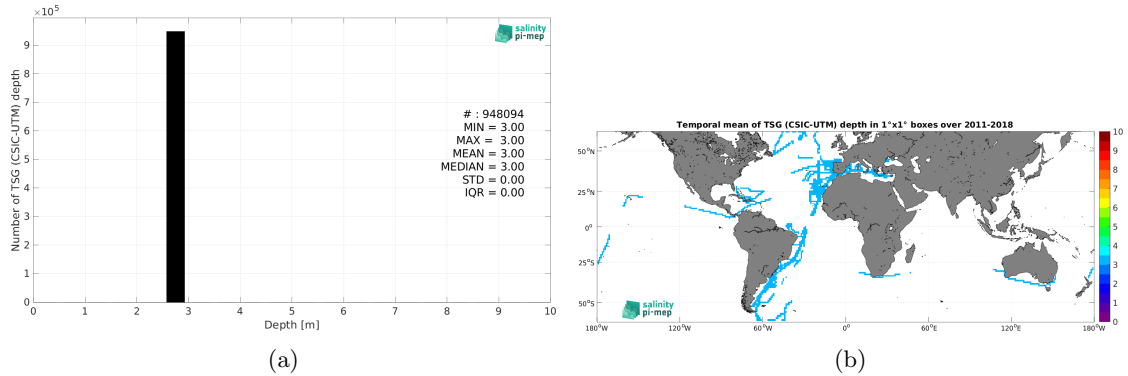 ×10⁵
salinity
pi-mep
Number of TSG (CSIC-UTM) depth
9
8
7
6
5
4
3
2
1
0
# : 948094
MIN = 3.00
MAX = 3.00
MEAN = 3.00
MEDIAN = 3.00
STD = 0.00
IQR = 0.00
0 1 2 3 4 5 6 7 8 9 10
Depth [m]
(a)
Temporal mean of TSG (CSIC-UTM) depth in 1°x1° boxes over 2011-2018
50°N
25°N
0°
25°S
50°S
salinity
pi-mep
180°W 120°W 60°W 0° 60°E 120°E 180°E
10
9
8
7
6
5
4
3
2
1
0
(b)